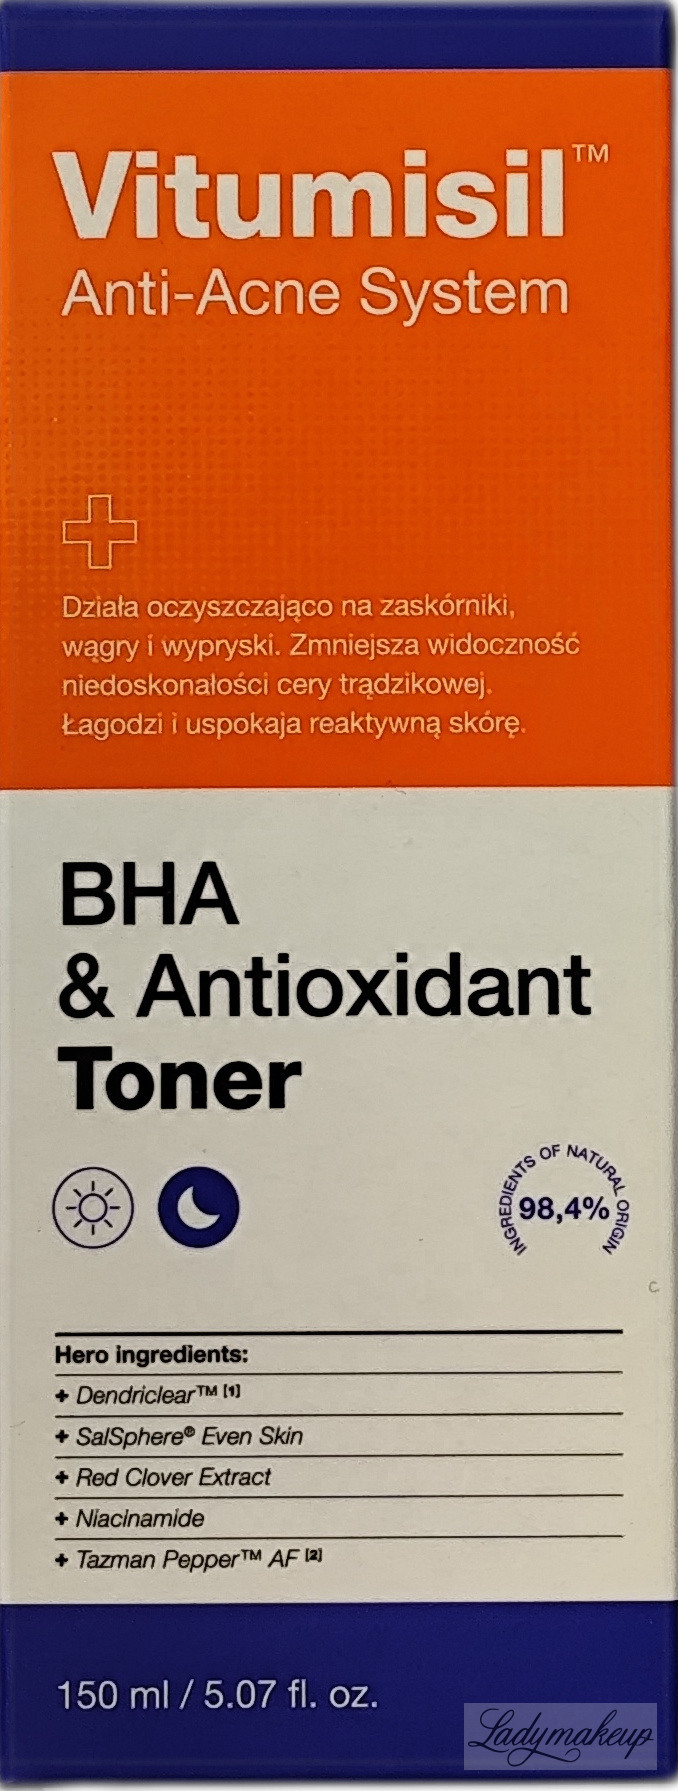 Vitumisil™
Anti-Acne System
Działa oczyszczająco na zaskórniki,
wągry i wypryski. Zmniejsza widoczność
niedoskonałości cery trądzikowej.
Łagodzi i uspokaja reaktywną skórę.
BHA
& Antioxidant
Toner
INGREDIENTS OF NATURAL ORIGIN
98,4%
Hero ingredients:
+ Dendriclear™ [1]
+ SalSphere® Even Skin
+ Red Clover Extract
+ Niacinamide
+ Tazman Pepper™ AF [2]
150 ml / 5.07 fl. oz.
Ladymakeup